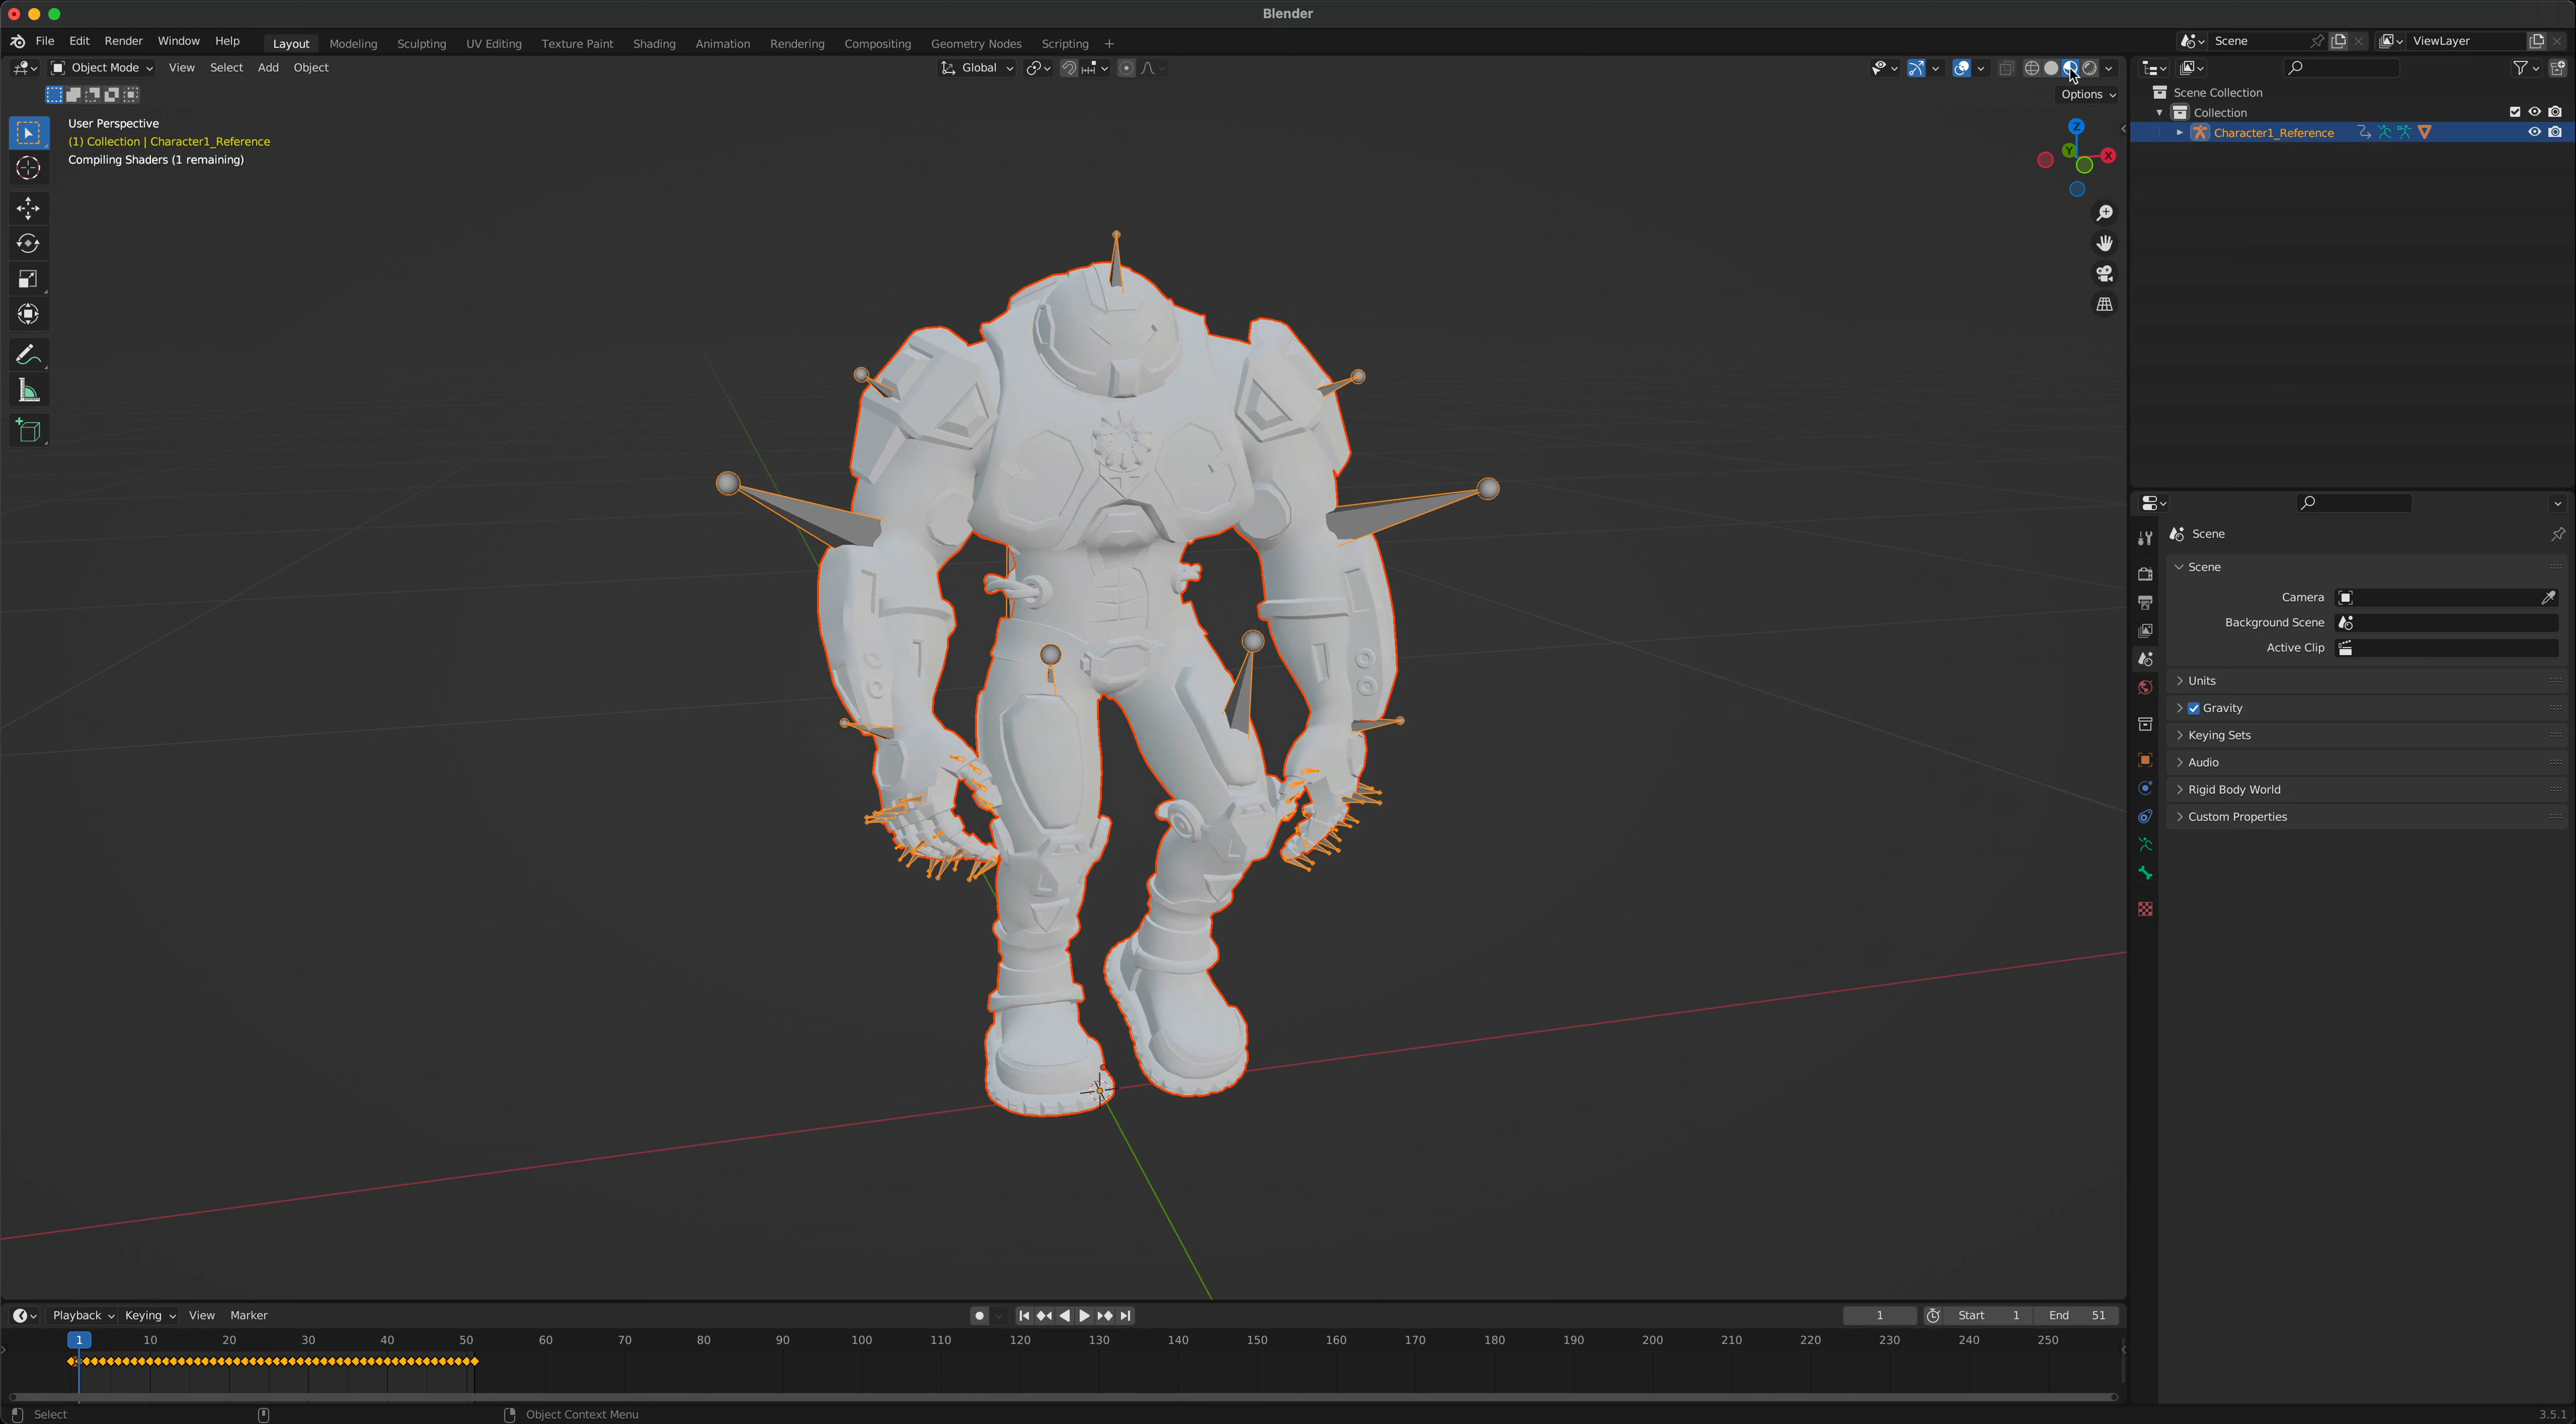 Blender
File Edit Render Window Help Layout Modeling Sculpting UV Editing Texture Paint Shading Animation Rendering Compositing Geometry Nodes Scripting + Scene ViewLayer
Object Mode View Select Add Object Global
Options
User Perspective
(1) Collection | Character1_Reference
Compiling Shaders (1 remaining)
Z
Y
X
Scene Collection
Collection
Character1_Reference
Scene
Scene
Camera
Background Scene
Active Clip
Units
Gravity
Keying Sets
Audio
Rigid Body World
Custom Properties
Playback Keying View Marker 1 Start 1 End 51
1 10 20 30 40 50 60 70 80 90 100 110 120 130 140 150 160 170 180 190 200 210 220 230 240 250
Select Object Context Menu 3.5.1